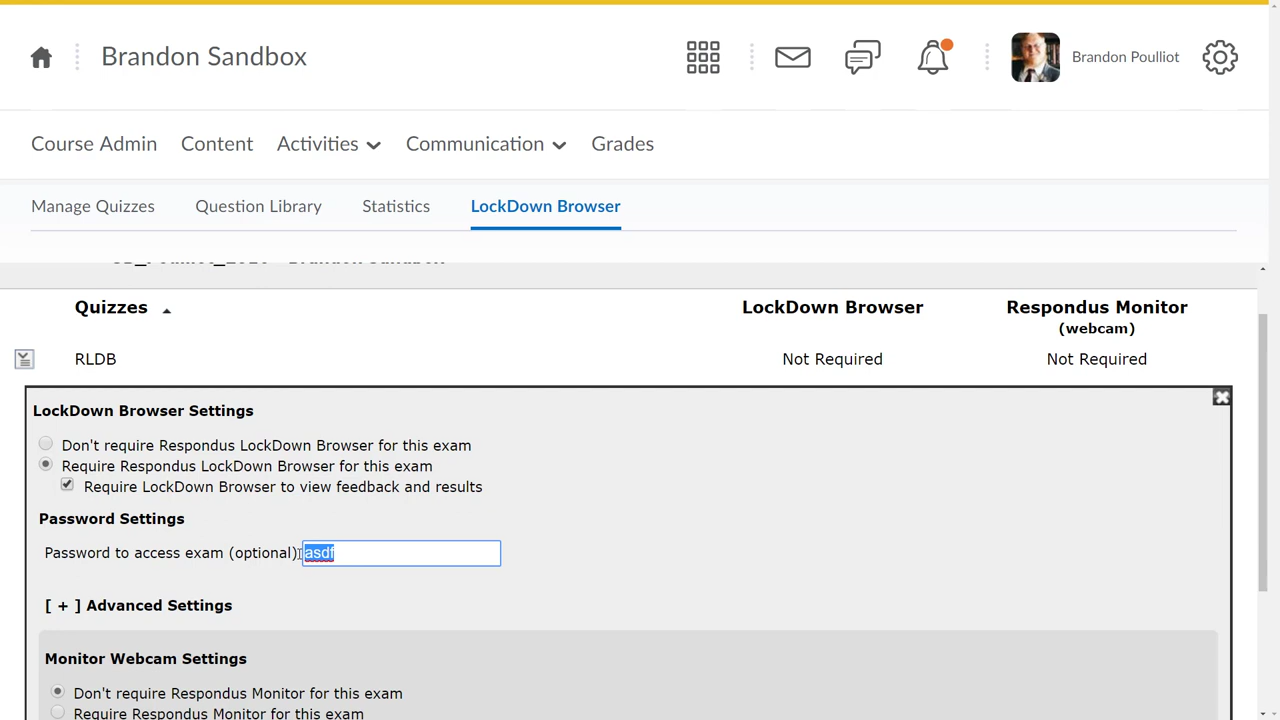 Brandon Sandbox
Brandon Poulliot
Course Admin Content Activities Communication Grades
Manage Quizzes Question Library Statistics LockDown Browser
Quizzes LockDown Browser Respondus Monitor
(webcam)
RLDB Not Required Not Required
LockDown Browser Settings
Don't require Respondus LockDown Browser for this exam
Require Respondus LockDown Browser for this exam
Require LockDown Browser to view feedback and results
Password Settings
Password to access exam (optional) asdf
[ + ] Advanced Settings
Monitor Webcam Settings
Don't require Respondus Monitor for this exam
Require Respondus Monitor for this exam